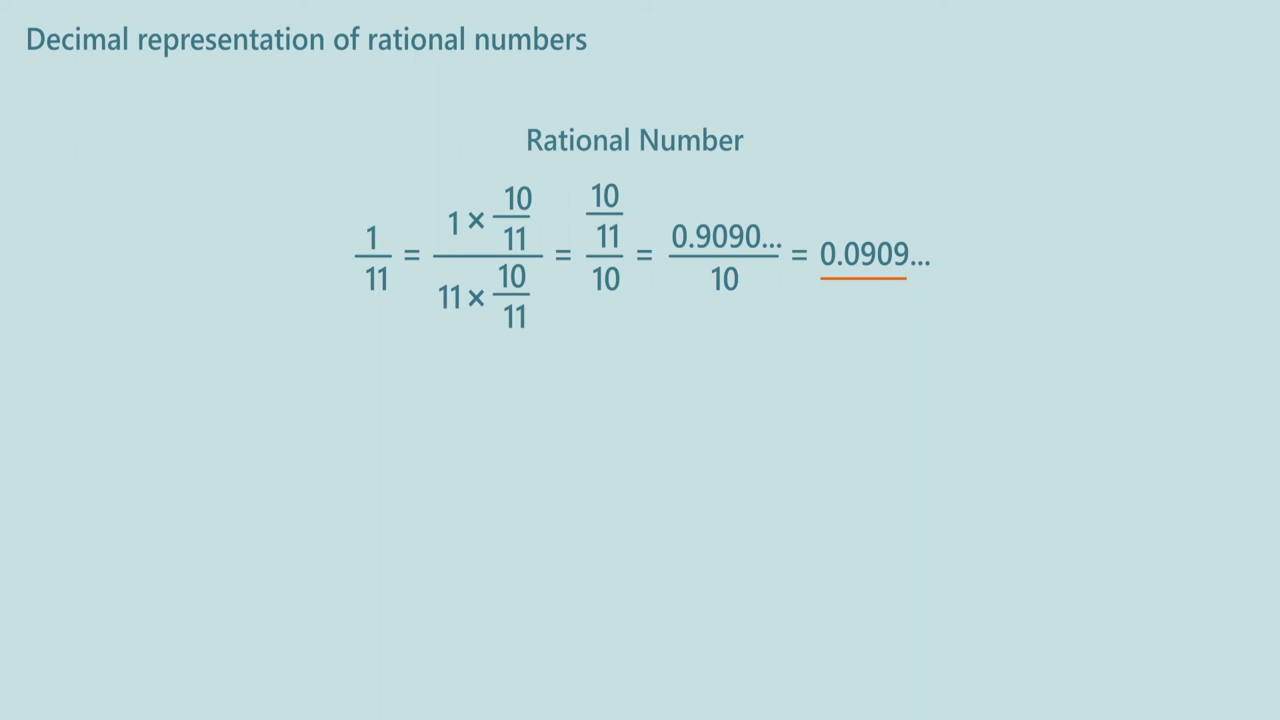 Decimal representation of rational numbers
Rational Number
1/11 = (1 × 10/11)/(11 × 10/11) = (10/11)/10 = 0.9090.../10 = 0.0909...